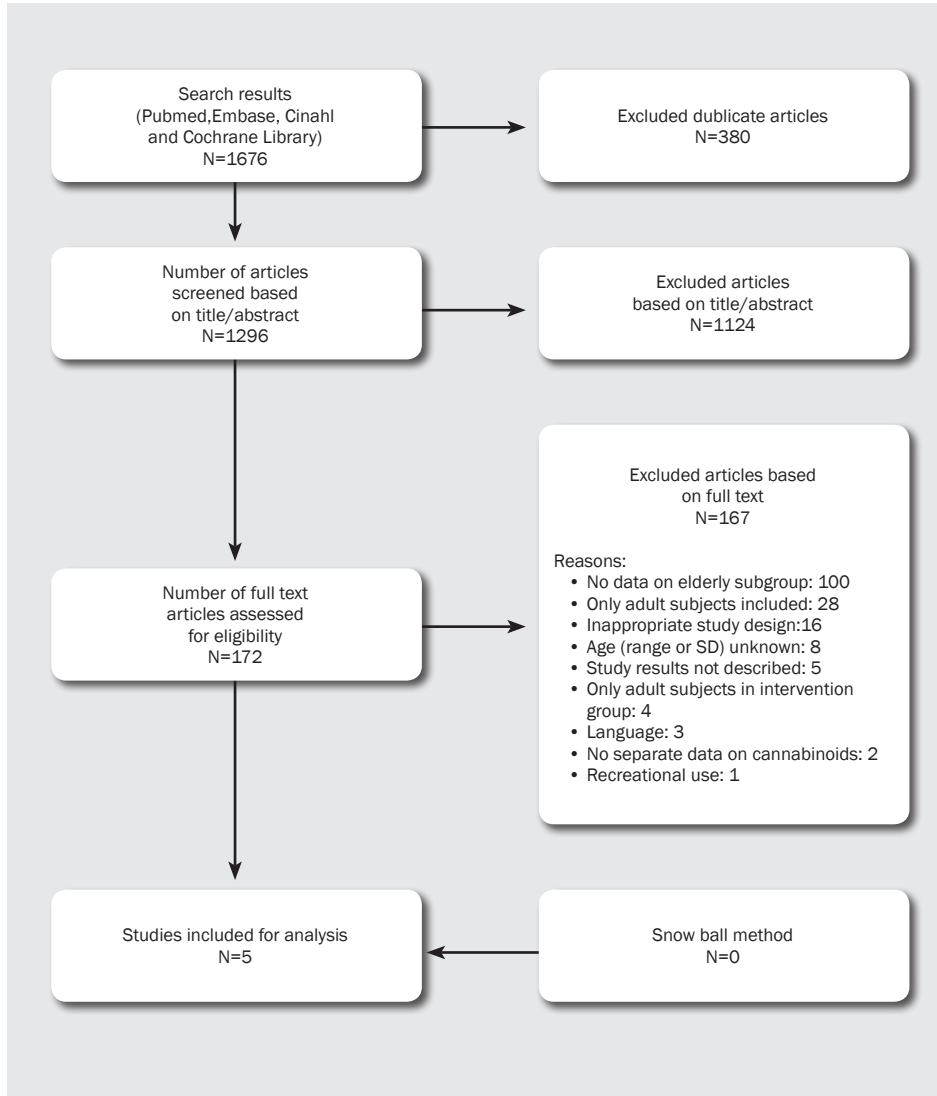 Search results
(Pubmed,Embase, Cinahl
and Cochrane Library)
N=1676
Excluded dublicate articles
N=380
Number of articles
screened based
on title/abstract
N=1296
Excluded articles
based on title/abstract
N=1124
Excluded articles based
on full text
N=167
Reasons:
• No data on elderly subgroup: 100
• Only adult subjects included: 28
• Inappropriate study design:16
• Age (range or SD) unknown: 8
• Study results not described: 5
• Only adult subjects in intervention
group: 4
• Language: 3
• No separate data on cannabinoids: 2
• Recreational use: 1
Number of full text
articles assessed
for eligibility
N=172
Studies included for analysis
N=5
Snow ball method
N=0